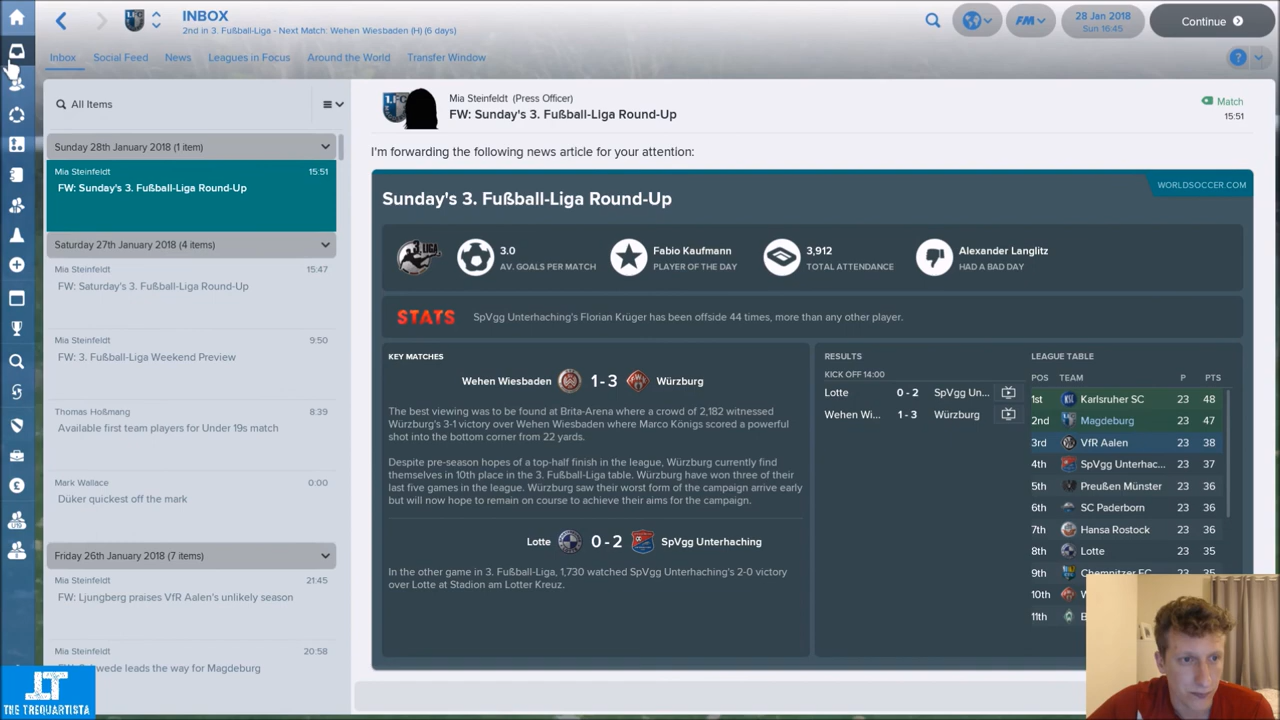 INBOX
2nd in 3. Fußball-Liga - Next Match: Wehen Wiesbaden (H) (6 days)
FM
28 Jan 2018
Sun 16:45
Continue
Inbox
Social Feed
News
Leagues in Focus
Around the World
Transfer Window
?
All Items
Sunday 28th January 2018 (1 item)
Mia Steinfeldt 15:51
FW: Sunday's 3. Fußball-Liga Round-Up
Saturday 27th January 2018 (4 items)
Mia Steinfeldt 15:47
FW: Saturday's 3. Fußball-Liga Round-Up
Mia Steinfeldt 9:50
FW: 3. Fußball-Liga Weekend Preview
Thomas Hoßmang 8:39
Available first team players for Under 19s match
Mark Wallace 0:00
Düker quickest off the mark
Friday 26th January 2018 (7 items)
Mia Steinfeldt 21:45
FW: Ljungberg praises VfR Aalen's unlikely season
Mia Steinfeldt 20:58
leads the way for Magdeburg
THE TREQUARTISTA
Mia Steinfeldt (Press Officer)
FW: Sunday's 3. Fußball-Liga Round-Up
Match
15:51
I'm forwarding the following news article for your attention:
WORLDSOCCER.COM
Sunday's 3. Fußball-Liga Round-Up
3. LIGA
3.0
AV. GOALS PER MATCH
Fabio Kaufmann
PLAYER OF THE DAY
3,912
TOTAL ATTENDANCE
Alexander Langlitz
HAD A BAD DAY
STATS
SpVgg Unterhaching's Florian Krüger has been offside 44 times, more than any other player.
KEY MATCHES
Wehen Wiesbaden 1-3 Würzburg
The best viewing was to be found at Brita-Arena where a crowd of 2,182 witnessed
Würzburg's 3-1 victory over Wehen Wiesbaden where Marco Königs scored a powerful
shot into the bottom corner from 22 yards.
Despite pre-season hopes of a top-half finish in the league, Würzburg currently find
themselves in 10th place in the 3. Fußball-Liga table. Würzburg have won three of their
last five games in the league. Würzburg saw their worst form of the campaign arrive early
but will now hope to remain on course to achieve their aims for the campaign.
Lotte 0-2 SpVgg Unterhaching
In the other game in 3. Fußball-Liga, 1,730 watched SpVgg Unterhaching's 2-0 victory
over Lotte at Stadion am Lotter Kreuz.
RESULTS
KICK OFF 14:00
Lotte 0-2 SpVgg Un...
Wehen Wi... 1-3 Würzburg
LEAGUE TABLE
POS TEAM P PTS
1st Karlsruher SC 23 48
2nd Magdeburg 23 47
3rd VfR Aalen 23 38
4th SpVgg Unterhac... 23 37
5th Preußen Münster 23 36
6th SC Paderborn 23 36
7th Hansa Rostock 23 36
8th Lotte 23 35
9th Chemnitzer FC 23 35
10th
11th